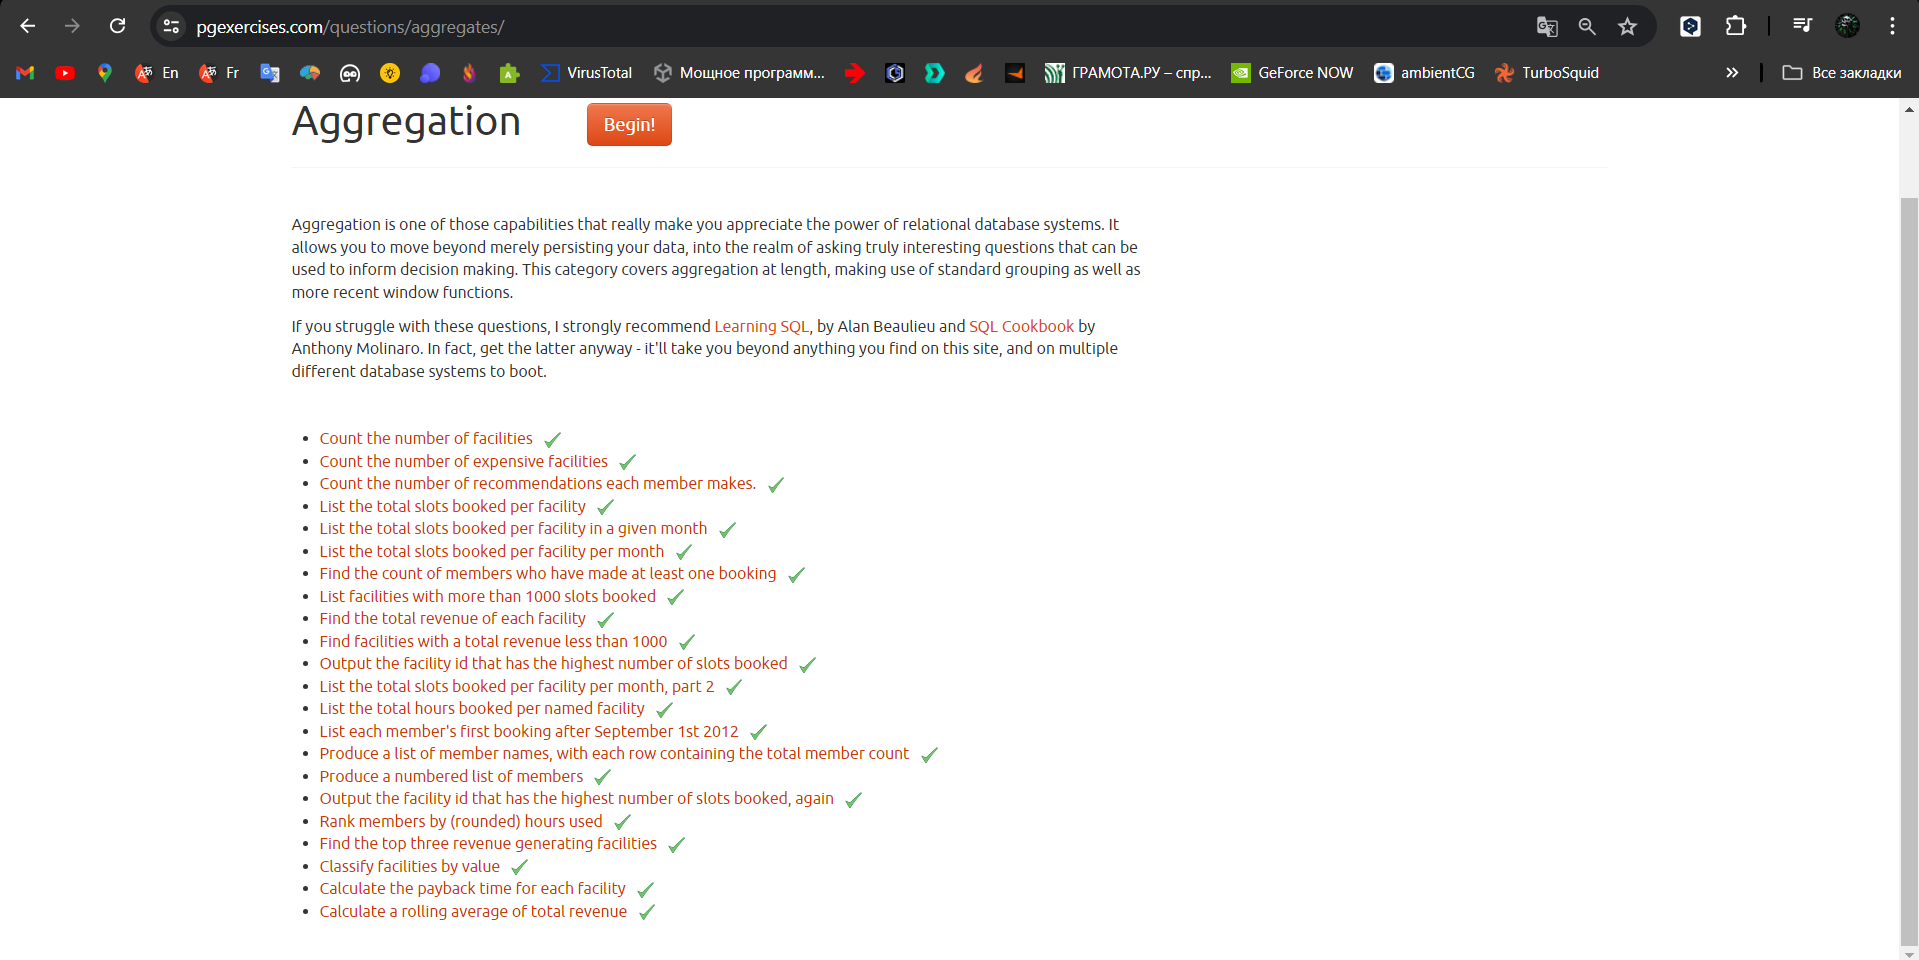 pgexercises.com/questions/aggregates/
En
Fr
VirusTotal
Мощное программ...
ГРАМОТА.РУ – спр...
GeForce NOW
ambientCG
TurboSquid
Все закладки
Aggregation
Begin!
Aggregation is one of those capabilities that really make you appreciate the power of relational database systems. It
allows you to move beyond merely persisting your data, into the realm of asking truly interesting questions that can be
used to inform decision making. This category covers aggregation at length, making use of standard grouping as well as
more recent window functions.
If you struggle with these questions, I strongly recommend Learning SQL, by Alan Beaulieu and SQL Cookbook by
Anthony Molinaro. In fact, get the latter anyway - it'll take you beyond anything you find on this site, and on multiple
different database systems to boot.
Count the number of facilities
Count the number of expensive facilities
Count the number of recommendations each member makes.
List the total slots booked per facility
List the total slots booked per facility in a given month
List the total slots booked per facility per month
Find the count of members who have made at least one booking
List facilities with more than 1000 slots booked
Find the total revenue of each facility
Find facilities with a total revenue less than 1000
Output the facility id that has the highest number of slots booked
List the total slots booked per facility per month, part 2
List the total hours booked per named facility
List each member's first booking after September 1st 2012
Produce a list of member names, with each row containing the total member count
Produce a numbered list of members
Output the facility id that has the highest number of slots booked, again
Rank members by (rounded) hours used
Find the top three revenue generating facilities
Classify facilities by value
Calculate the payback time for each facility
Calculate a rolling average of total revenue